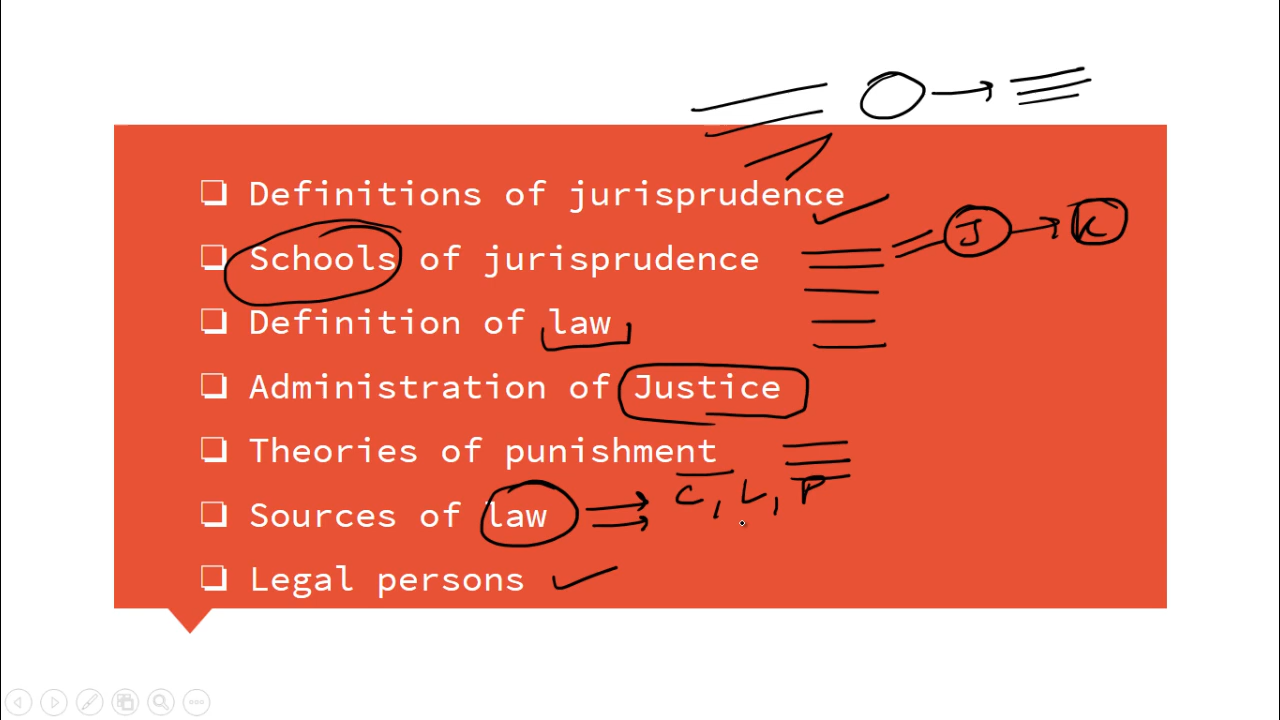 ❑ Definitions of jurisprudence
J → K
❑ Schools of jurisprudence
❑ Definition of law
❑ Administration of Justice
❑ Theories of punishment
C, L, P
❑ Sources of law
❑ Legal persons